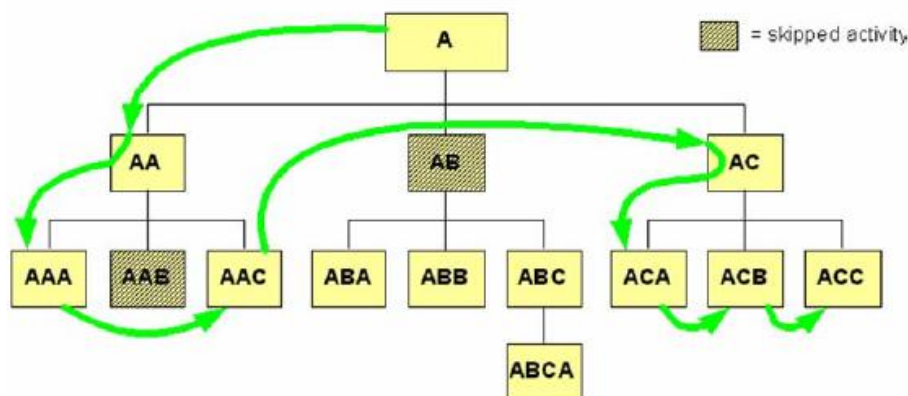 A
= skipped activity
AA
AB
AC
AAA
AAB
AAC
ABA
ABB
ABC
ACA
ACB
ACC
ABCA